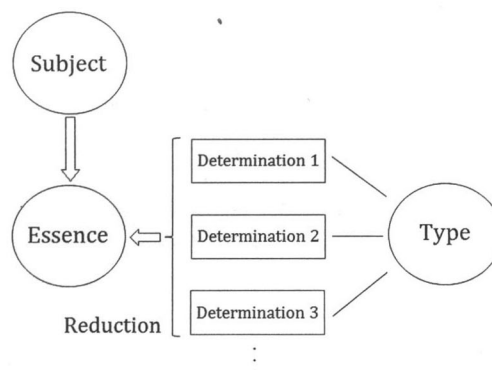 Subject
Determination 1
Essence
Determination 2
Type
Determination 3
Reduction
⋮